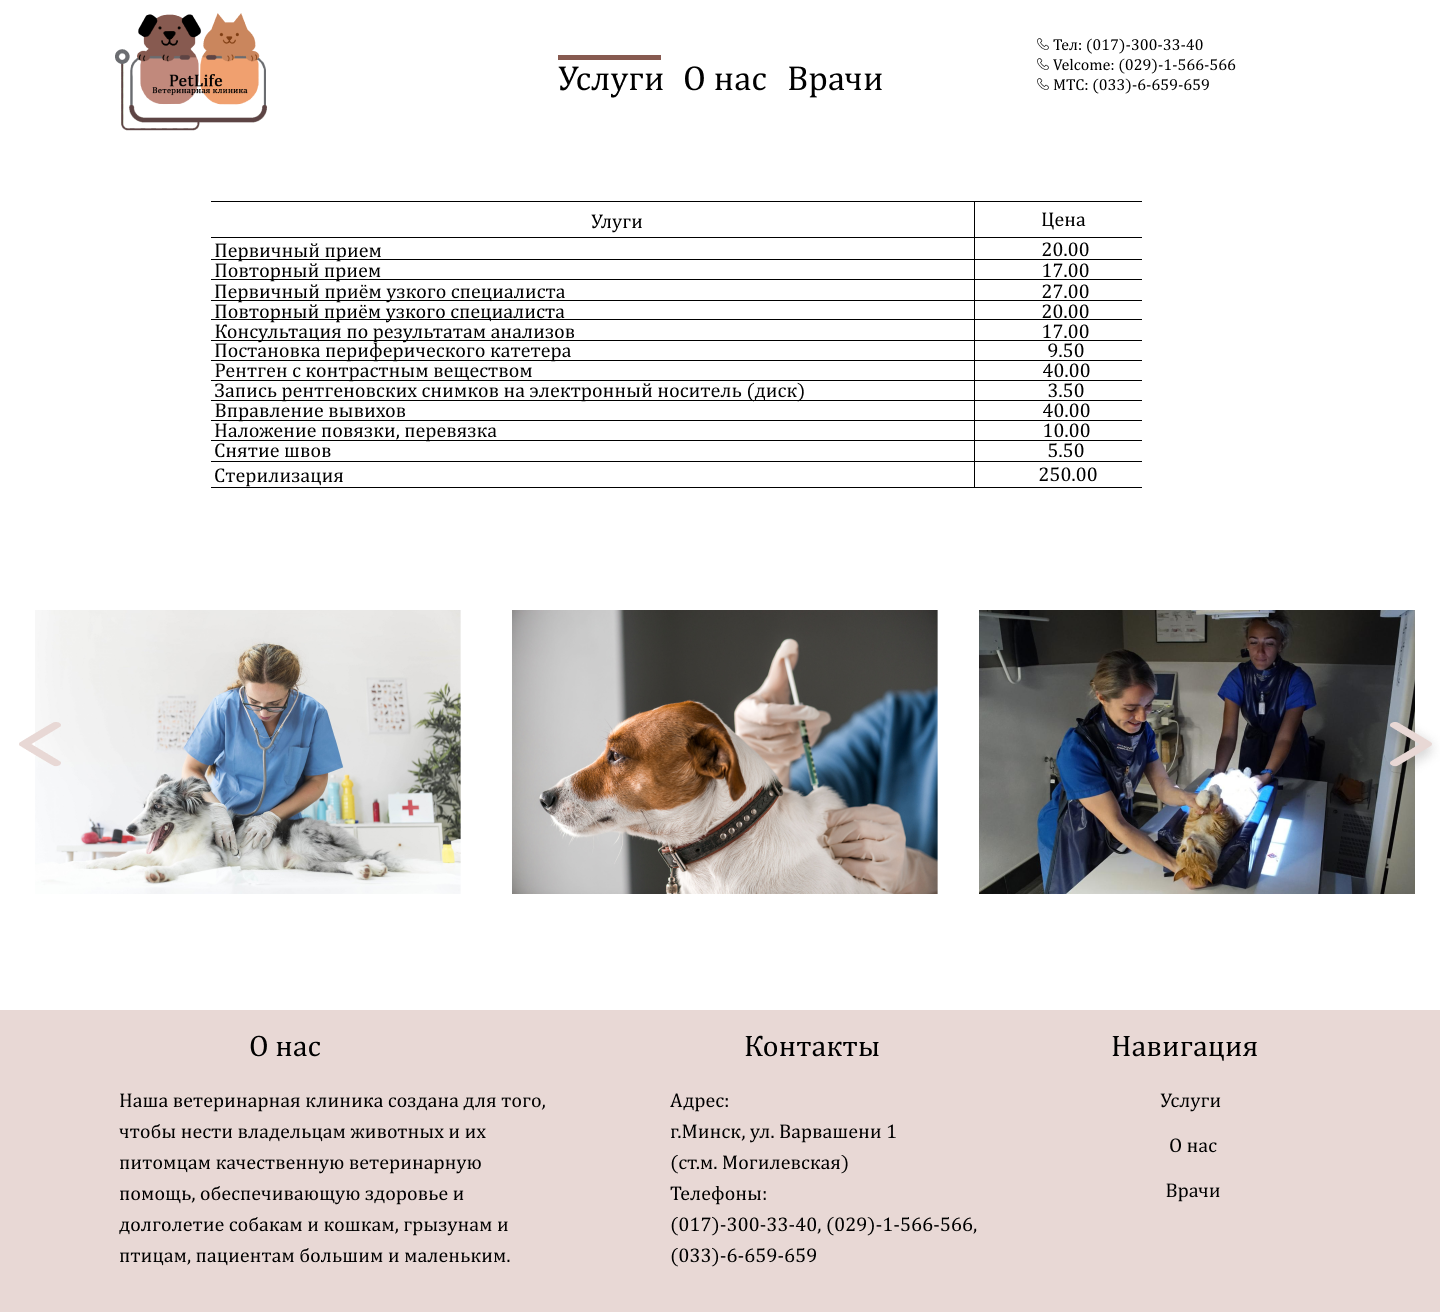 PetLife
Ветеринарная клиника
Услуги О нас Врачи
Тел: (017)-300-33-40
Velcome: (029)-1-566-566
МТС: (033)-6-659-659
Улуги Цена
Первичный прием 20.00
Повторный прием 17.00
Первичный приём узкого специалиста 27.00
Повторный приём узкого специалиста 20.00
Консультация по результатам анализов 17.00
Постановка периферического катетера 9.50
Рентген с контрастным веществом 40.00
Запись рентгеновских снимков на электронный носитель (диск) 3.50
Вправление вывихов 40.00
Наложение повязки, перевязка 10.00
Снятие швов 5.50
Стерилизация 250.00
О нас
Наша ветеринарная клиника создана для того,
чтобы нести владельцам животных и их
питомцам качественную ветеринарную
помощь, обеспечивающую здоровье и
долголетие собакам и кошкам, грызунам и
птицам, пациентам большим и маленьким.
Контакты
Адрес:
г.Минск, ул. Варвашени 1
(ст.м. Могилевская)
Телефоны:
(017)-300-33-40, (029)-1-566-566,
(033)-6-659-659
Навигация
Услуги
О нас
Врачи